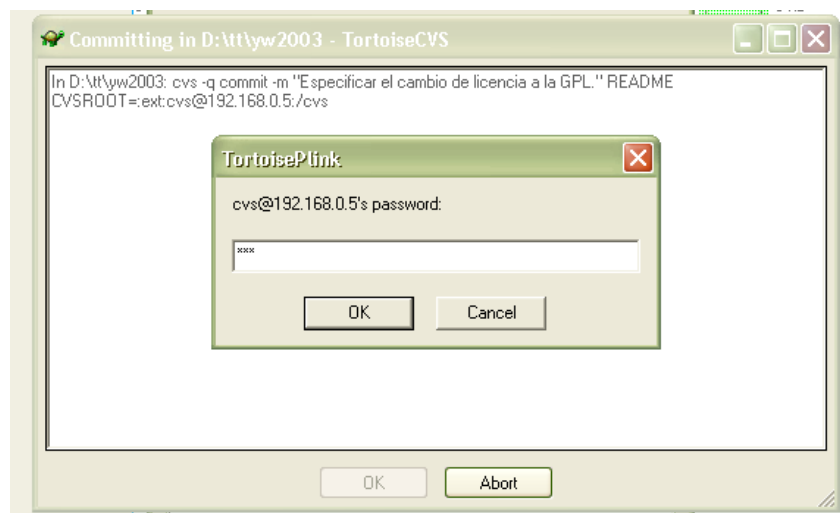 Committing in D:\tt\yw2003 - TortoiseCVS
In D:\tt\yw2003: cvs -q commit -m "Especificar el cambio de licencia a la GPL." README
CVSROOT=:ext:cvs@192.168.0.5:/cvs
TortoisePlink
cvs@192.168.0.5's password:
***
OK Cancel
OK Abort